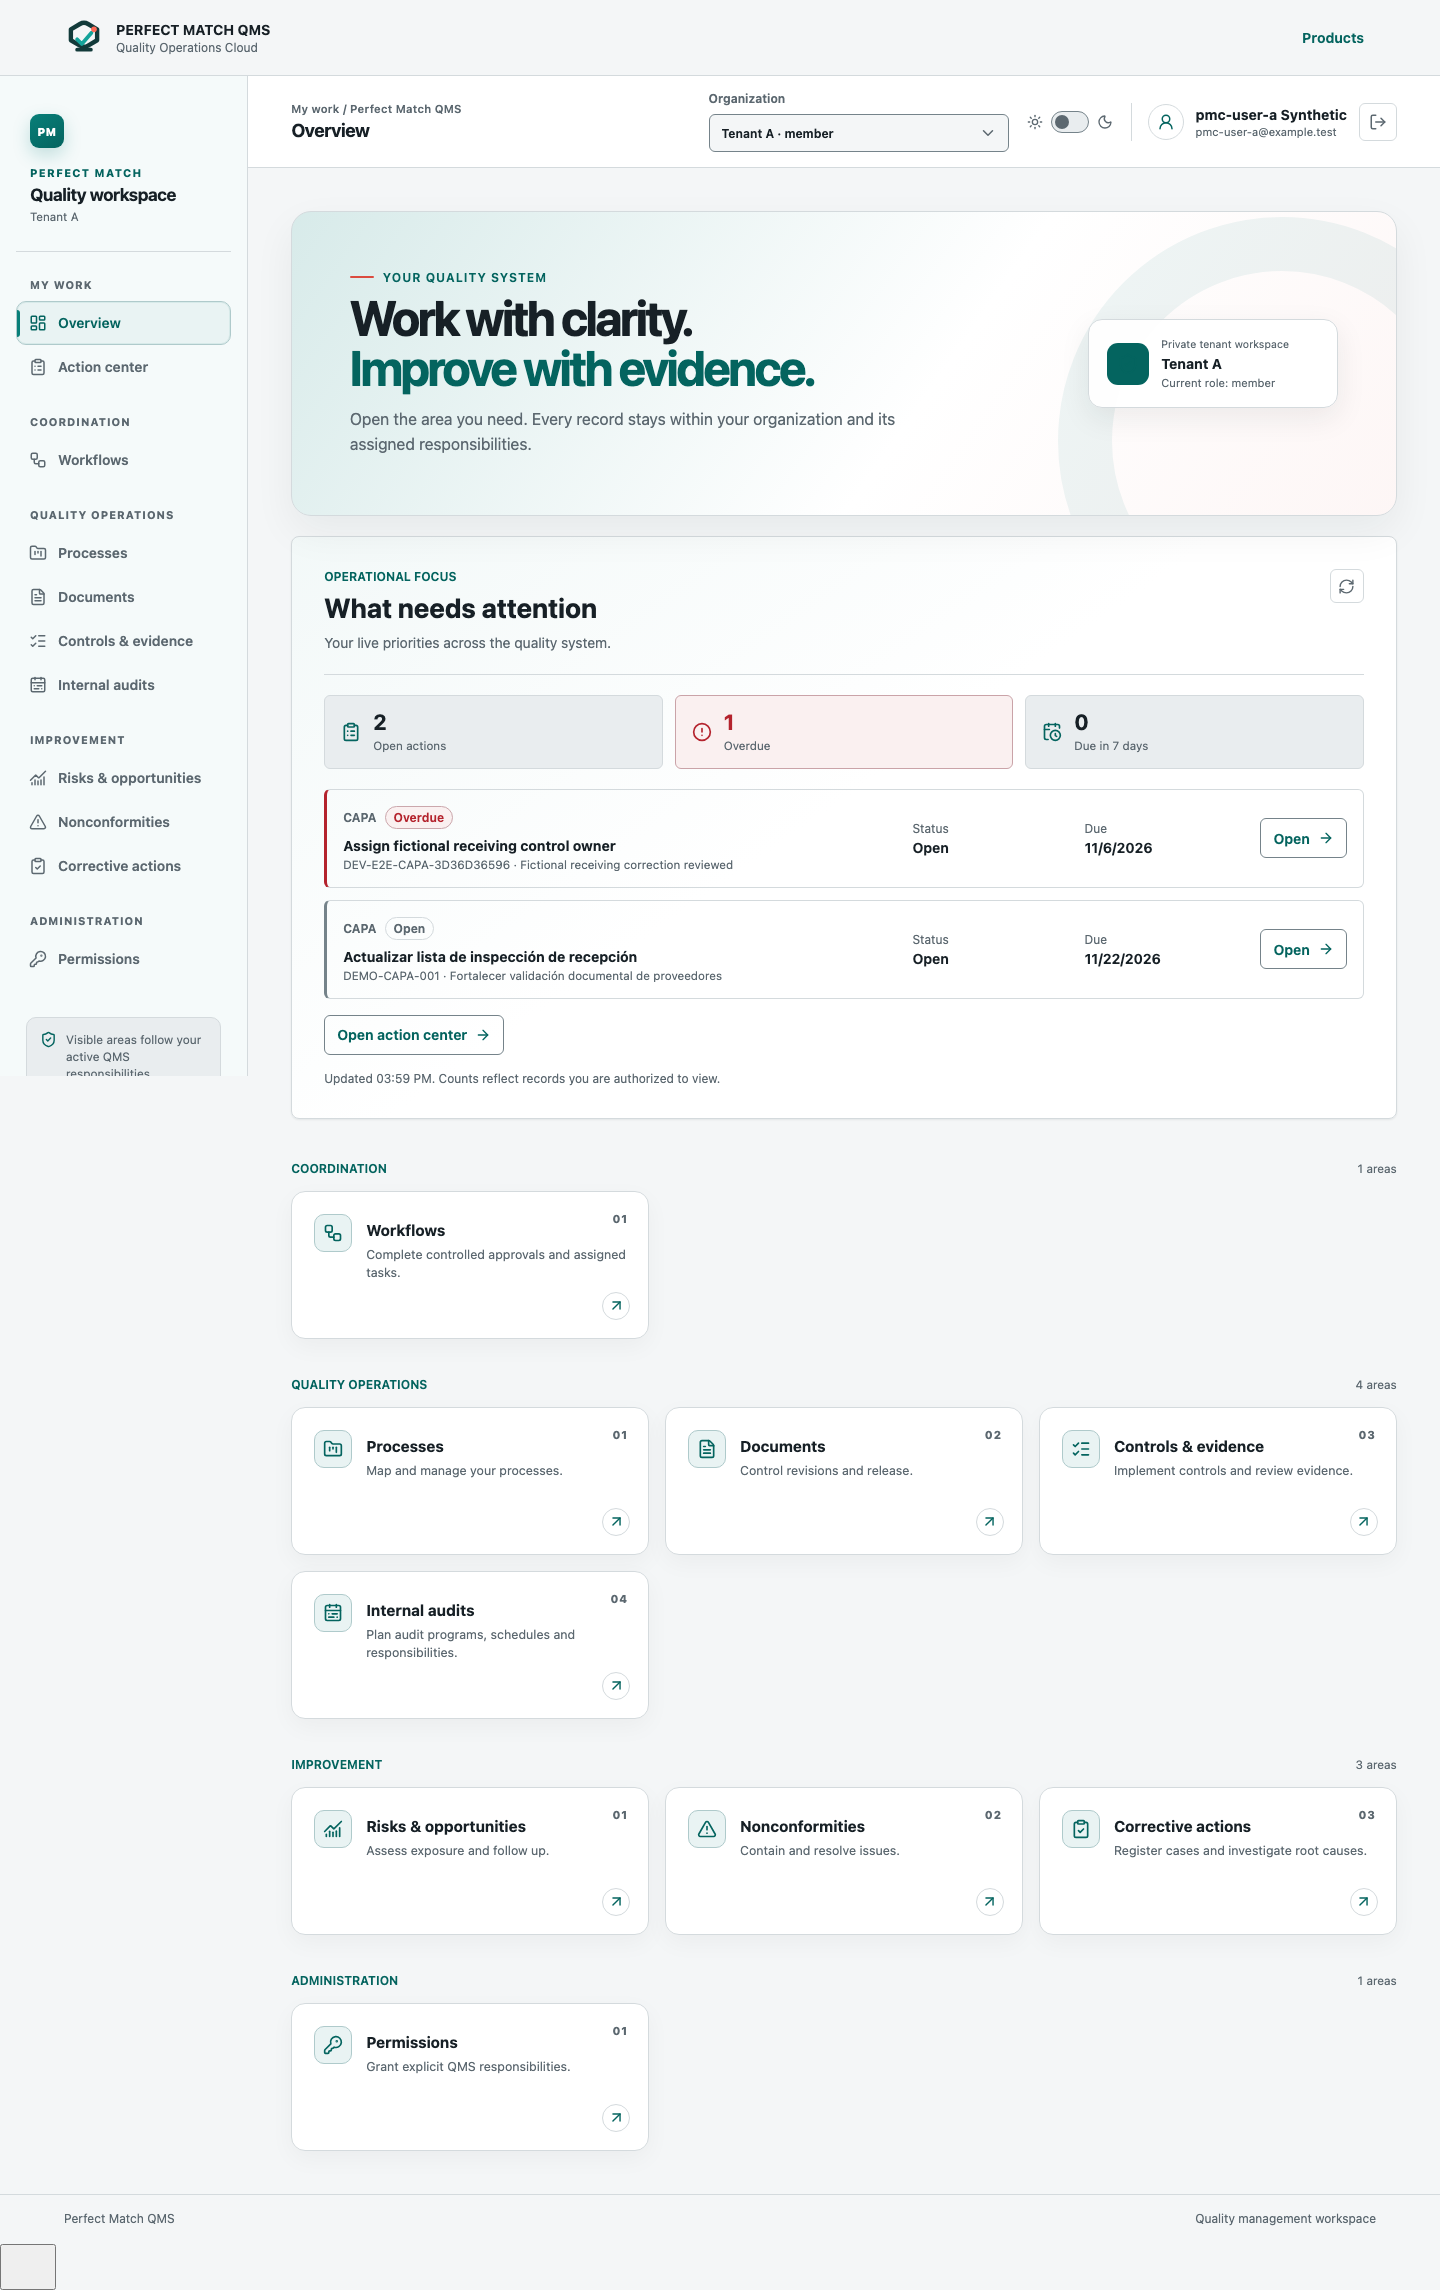 PERFECT MATCH QMS
Quality Operations Cloud
Products
PM
PERFECT MATCH
Quality workspace
Tenant A
MY WORK
Overview
Action center
COORDINATION
Workflows
QUALITY OPERATIONS
Processes
Documents
Controls & evidence
Internal audits
IMPROVEMENT
Risks & opportunities
Nonconformities
Corrective actions
ADMINISTRATION
Permissions
Visible areas follow your
active QMS
responsibilities
My work / Perfect Match QMS
Overview
Organization
Tenant A · member
pmc-user-a Synthetic
pmc-user-a@example.test
YOUR QUALITY SYSTEM
Work with clarity.
Improve with evidence.
Open the area you need. Every record stays within your organization and its
assigned responsibilities.
Private tenant workspace
Tenant A
Current role: member
OPERATIONAL FOCUS
What needs attention
Your live priorities across the quality system.
2
Open actions
1
Overdue
0
Due in 7 days
CAPA Overdue
Assign fictional receiving control owner
DEV-E2E-CAPA-3D36D36596 · Fictional receiving correction reviewed
Status
Open
Due
11/6/2026
Open
CAPA Open
Actualizar lista de inspección de recepción
DEMO-CAPA-001 · Fortalecer validación documental de proveedores
Status
Open
Due
11/22/2026
Open
Open action center
Updated 03:59 PM. Counts reflect records you are authorized to view.
COORDINATION
1 areas
01
Workflows
Complete controlled approvals and assigned
tasks.
QUALITY OPERATIONS
4 areas
01
Processes
Map and manage your processes.
02
Documents
Control revisions and release.
03
Controls & evidence
Implement controls and review evidence.
04
Internal audits
Plan audit programs, schedules and
responsibilities.
IMPROVEMENT
3 areas
01
Risks & opportunities
Assess exposure and follow up.
02
Nonconformities
Contain and resolve issues.
03
Corrective actions
Register cases and investigate root causes.
ADMINISTRATION
1 areas
01
Permissions
Grant explicit QMS responsibilities.
Perfect Match QMS
Quality management workspace